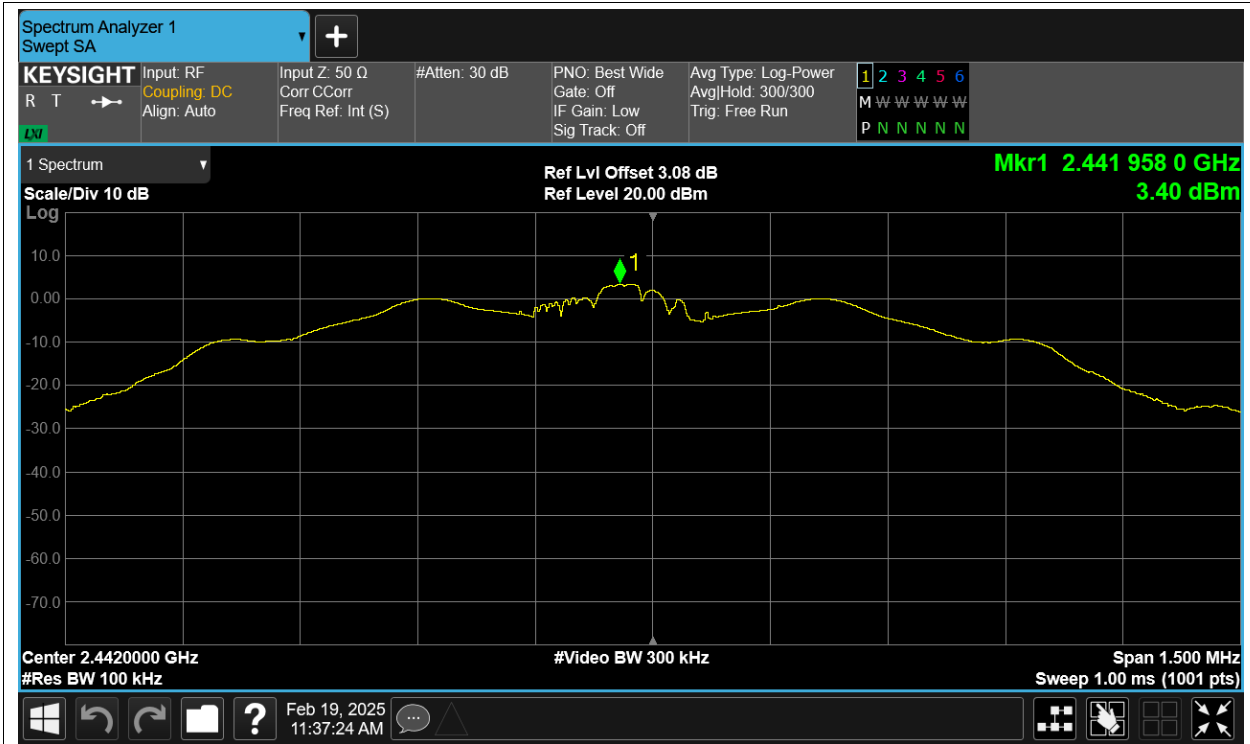 Spectrum Analyzer 1
Swept SA
KEYSIGHT
R T
LXI
Input: RF
Coupling: DC
Align: Auto
Input Z: 50 Ω
Corr CCorr
Freq Ref: Int (S)
#Atten: 30 dB
PNO: Best Wide
Gate: Off
IF Gain: Low
Sig Track: Off
Avg Type: Log-Power
Avg|Hold: 300/300
Trig: Free Run
1 2 3 4 5 6
M W W W W W
P N N N N N
1 Spectrum
Scale/Div 10 dB
Log
Ref Lvl Offset 3.08 dB
Ref Level 20.00 dBm
Mkr1 2.441 958 0 GHz
3.40 dBm
1
10.0
0.00
-10.0
-20.0
-30.0
-40.0
-50.0
-60.0
-70.0
Center 2.4420000 GHz
#Res BW 100 kHz
#Video BW 300 kHz
Span 1.500 MHz
Sweep 1.00 ms (1001 pts)
?
Feb 19, 2025
11:37:24 AM